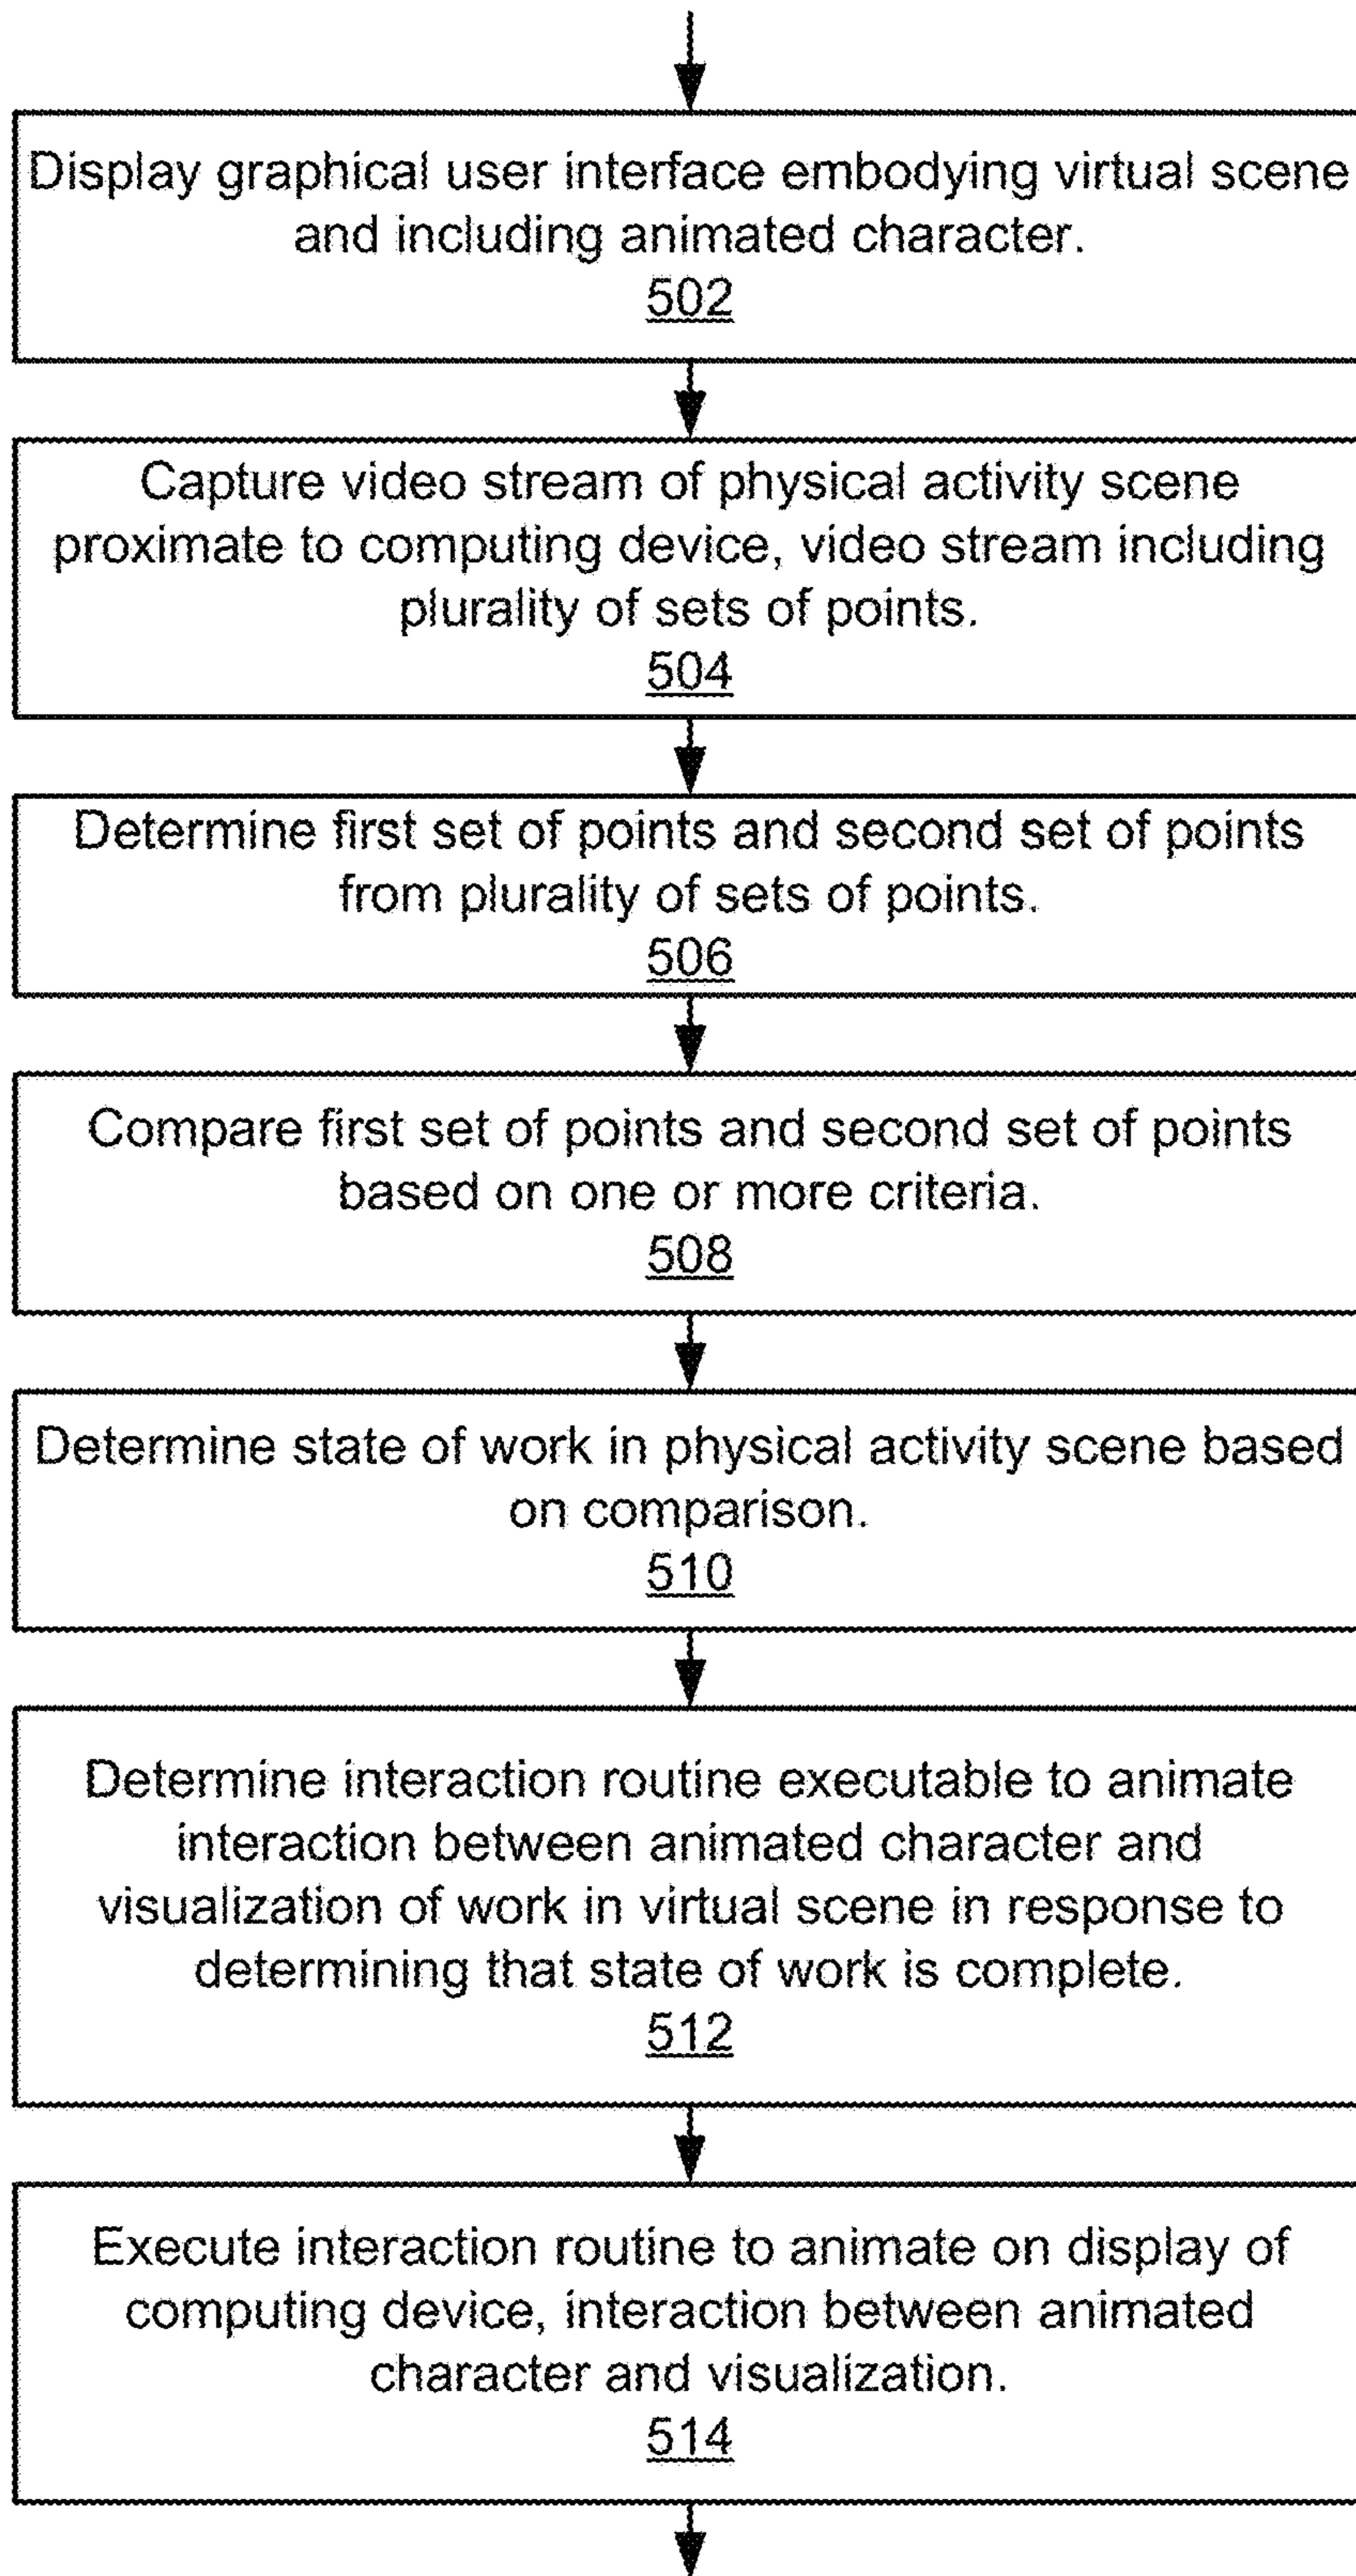 Display graphical user interface embodying virtual scene
and including animated character.
502
Capture video stream of physical activity scene
proximate to computing device, video stream including
plurality of sets of points.
504
Determine first set of points and second set of points
from plurality of sets of points.
506
Compare first set of points and second set of points
based on one or more criteria.
508
Determine state of work in physical activity scene based
on comparison.
510
Determine interaction routine executable to animate
interaction between animated character and
visualization of work in virtual scene in response to
determining that state of work is complete.
512
Execute interaction routine to animate on display of
computing device, interaction between animated
character and visualization.
514